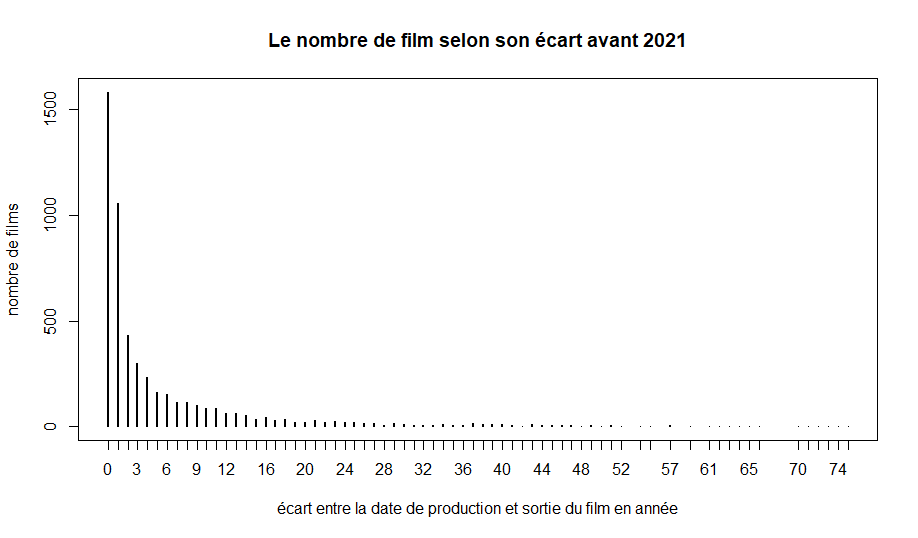 Le nombre de film selon son écart avant 2021
nombre de films
1500
1000
500
0
0 3 6 9 12 16 20 24 28 32 36 40 44 48 52 57 61 65 70 74
écart entre la date de production et sortie du film en année